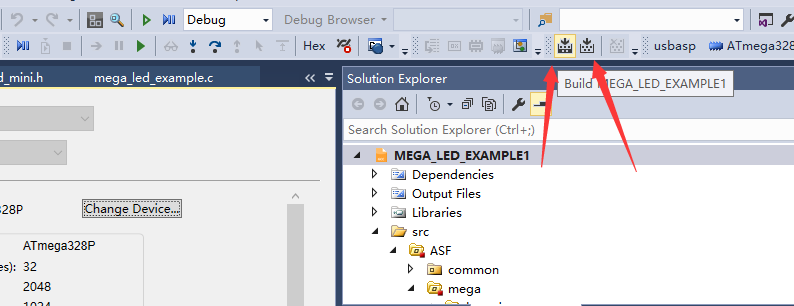 Debug
Debug Browser
Hex
usbasp
ATmega328
d_mini.h
mega_led_example.c
Solution Explorer
Build MEGA_LED_EXAMPLE1
Search Solution Explorer (Ctrl+;)
MEGA_LED_EXAMPLE1
Dependencies
Output Files
Libraries
src
ASF
common
mega
328P
Change Device...
ATmega328P
es): 32
2048
1024